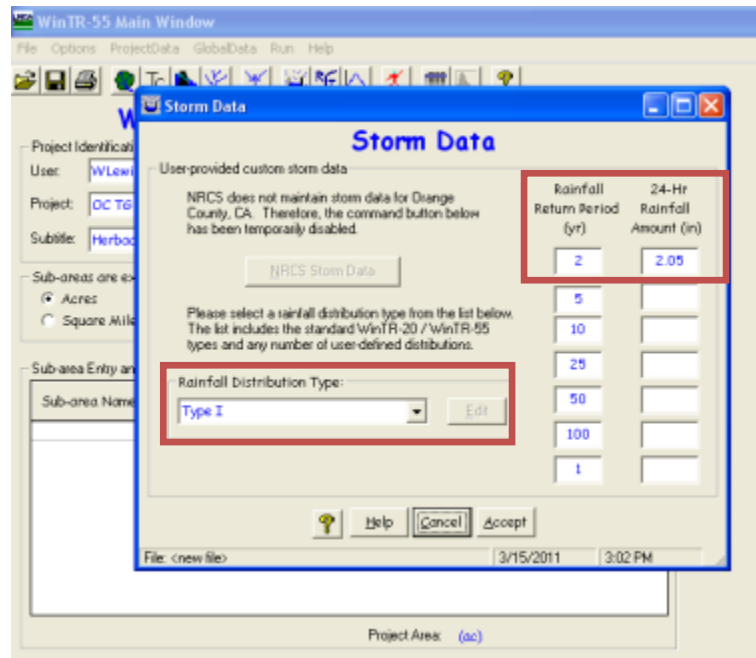 WinTR-55 Main Window
File Options ProjectData GlobalData Run Help
Storm Data
Storm Data
Project Identificati
User: WLewi
Project: OC TG
Subtitle: Herboo
Sub-areas are ex
Acres
Square Mile
Sub-area Entry an
Sub-area Name
User-provided custom storm data
NRCS does not maintain storm data for Orange
County, CA. Therefore, the command button below
has been temporarily disabled.
NRCS Storm Data
Please select a rainfall distribution type from the list below.
The list includes the standard WinTR-20 / WinTR-55
types and any number of user-defined distributions.
Rainfall Distribution Type:
Type I
Edit
Rainfall
Return Period
(yr)
24-Hr
Rainfall
Amount (in)
2 2.05
5
10
25
50
100
1
Help Cancel Accept
File: <new file> 3/15/2011 3:02 PM
Project Area: (ac)